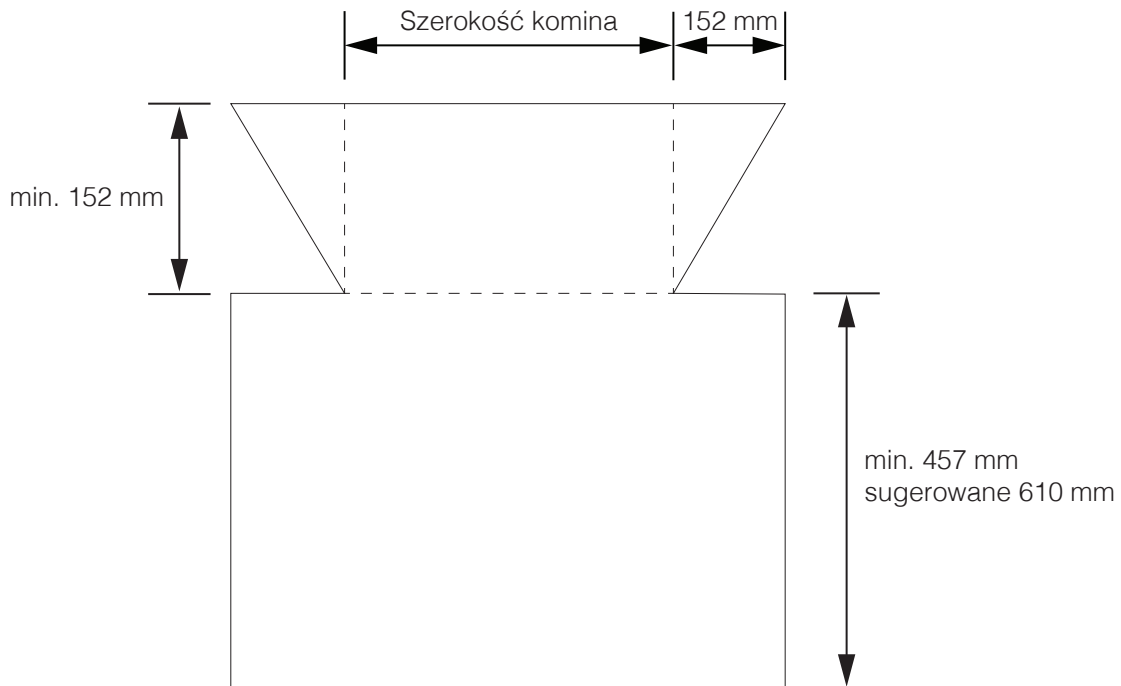 Szerokość komina
152 mm
min. 152 mm
min. 457 mm
sugerowane 610 mm